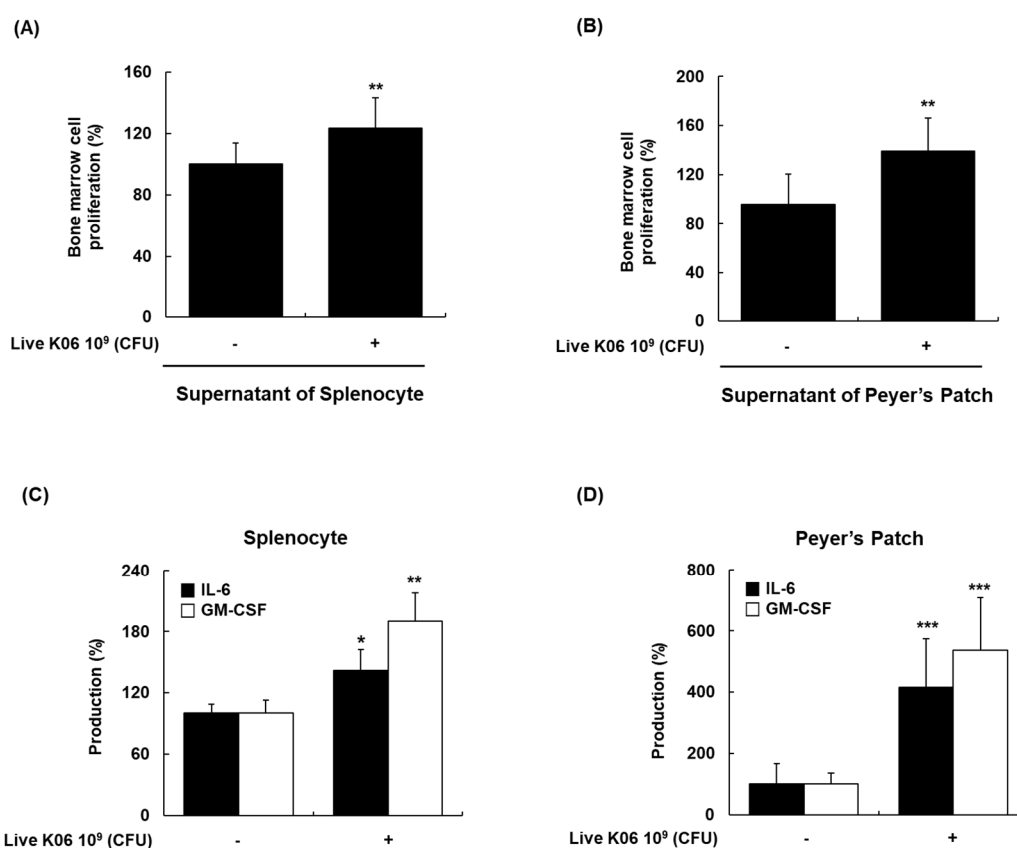 (A)
Bone marrow cell
proliferation (%)
160
120
80
40
0
**
Live K06 10⁹ (CFU)
-
+
Supernatant of Splenocyte
(B)
Bone marrow cell
proliferation (%)
200
160
120
80
40
0
**
Live K06 10⁹ (CFU)
-
+
Supernatant of Peyer's Patch
(C)
Splenocyte
Production (%)
240
180
120
60
0
IL-6
GM-CSF
*
**
Live K06 10⁹ (CFU)
-
+
(D)
Peyer's Patch
Production (%)
800
600
400
200
0
IL-6
GM-CSF
***
***
Live K06 10⁹ (CFU)
-
+